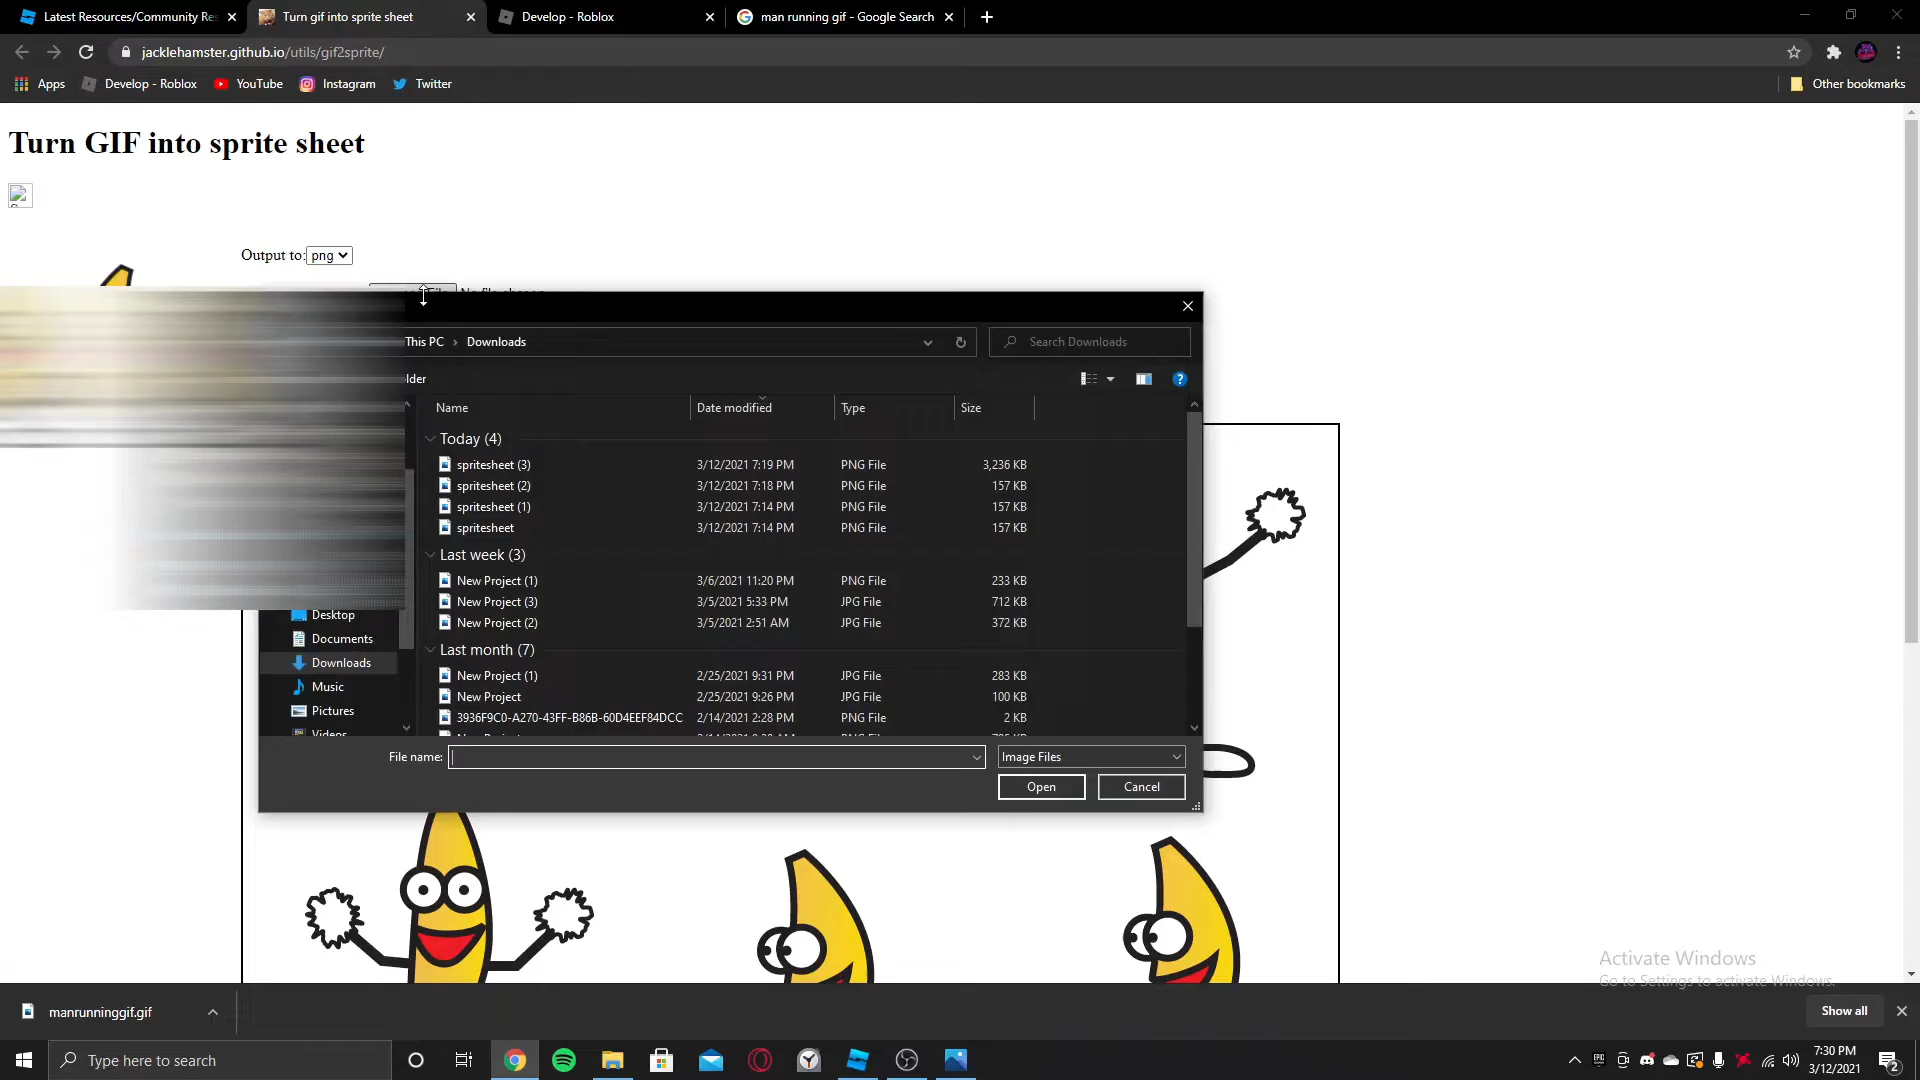 Latest Resources/Community Res
Turn gif into sprite sheet
Develop - Roblox
man running gif - Google Search
jacklehamster.github.io/utils/gif2sprite/
Apps
Develop - Roblox
YouTube
Instagram
Twitter
Other bookmarks
Turn GIF into sprite sheet
Output to: png
This PC > Downloads
Search Downloads
older
Name
Date modified
Type
Size
Today (4)
spritesheet (3) 3/12/2021 7:19 PM PNG File 3,236 KB
spritesheet (2) 3/12/2021 7:18 PM PNG File 157 KB
spritesheet (1) 3/12/2021 7:14 PM PNG File 157 KB
spritesheet 3/12/2021 7:14 PM PNG File 157 KB
Last week (3)
New Project (1) 3/6/2021 11:20 PM PNG File 233 KB
New Project (3) 3/5/2021 5:33 PM JPG File 712 KB
New Project (2) 3/5/2021 2:51 AM JPG File 372 KB
Last month (7)
New Project (1) 2/25/2021 9:31 PM JPG File 283 KB
New Project 2/25/2021 9:26 PM JPG File 100 KB
3936F9C0-A270-43FF-B86B-60D4EEF84DCC 2/14/2021 2:28 PM PNG File 2 KB
Desktop
Documents
Downloads
Music
Pictures
Videos
File name:
Image Files
Open
Cancel
Activate Windows
Go to Settings to activate Windows.
manrunninggif.gif
Show all
Type here to search
7:30 PM
3/12/2021
2